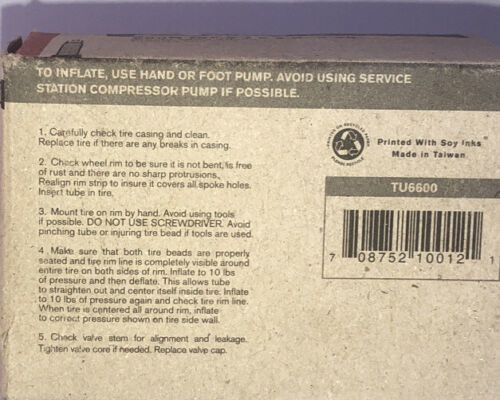 TO INFLATE, USE HAND OR FOOT PUMP. AVOID USING SERVICE
STATION COMPRESSOR PUMP IF POSSIBLE.
1. Carefully check tire casing and clean.
Replace tire if there are any breaks in casing.
2. Check wheel rim to be sure it is not bent, is free
of rust and there are no sharp protrusions.
Realign rim strip to insure it covers all spoke holes.
Insert tube in tire.
3. Mount tire on rim by hand. Avoid using tools
if possible. DO NOT USE SCREWDRIVER. Avoid
pinching tube or injuring tire bead if tools are used.
4. Make sure that both tire beads are properly
seated and tire rim line is completely visible around
entire tire on both sides of rim. Inflate to 10 lbs
of pressure and then deflate. This allows tube
to straighten out and center itself inside tire. Inflate
to 10 lbs of pressure again and check tire rim line.
When tire is centered all around rim, inflate
to correct pressure shown on tire side wall.
5. Check valve stem for alignment and leakage.
Tighten valve core if needed. Replace valve cap.
PRINTED ON RECYCLED PAPER
PLEASE RECYCLE
Printed With Soy Inks
Made in Taiwan
TU6600
7 08752 10012 1